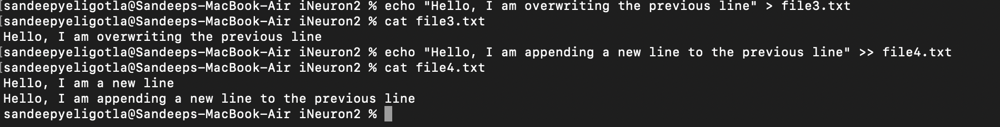 sandeepyeligotla@Sandeeps-MacBook-Air iNeuron2 % echo "Hello, I am overwriting the previous line" > file3.txt
[sandeepyeligotla@Sandeeps-MacBook-Air iNeuron2 % cat file3.txt
Hello, I am overwriting the previous line
[sandeepyeligotla@Sandeeps-MacBook-Air iNeuron2 % echo "Hello, I am appending a new line to the previous line" >> file4.txt
[sandeepyeligotla@Sandeeps-MacBook-Air iNeuron2 % cat file4.txt
Hello, I am a new line
Hello, I am appending a new line to the previous line
sandeepyeligotla@Sandeeps-MacBook-Air iNeuron2 %